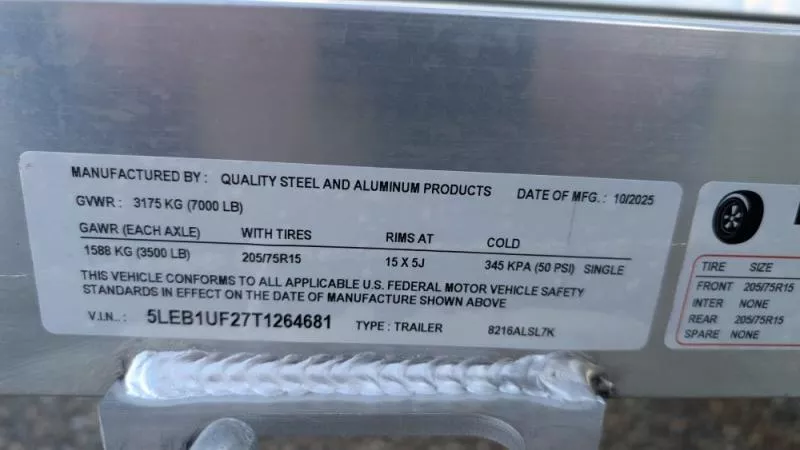 MANUFACTURED BY : QUALITY STEEL AND ALUMINUM PRODUCTS DATE OF MFG. : 10/2025
GVWR : 3175 KG (7000 LB)
GAWR (EACH AXLE) WITH TIRES RIMS AT COLD
1588 KG (3500 LB) 205/75R15 15 X 5J 345 KPA (50 PSI) SINGLE
THIS VEHICLE CONFORMS TO ALL APPLICABLE U.S. FEDERAL MOTOR VEHICLE SAFETY
STANDARDS IN EFFECT ON THE DATE OF MANUFACTURE SHOWN ABOVE
V.I.N.. : 5LEB1UF27T1264681 TYPE : TRAILER 8216ALSL7K
TIRE SIZE
FRONT 205/75R15
INTER NONE
REAR 205/75R15
SPARE NONE